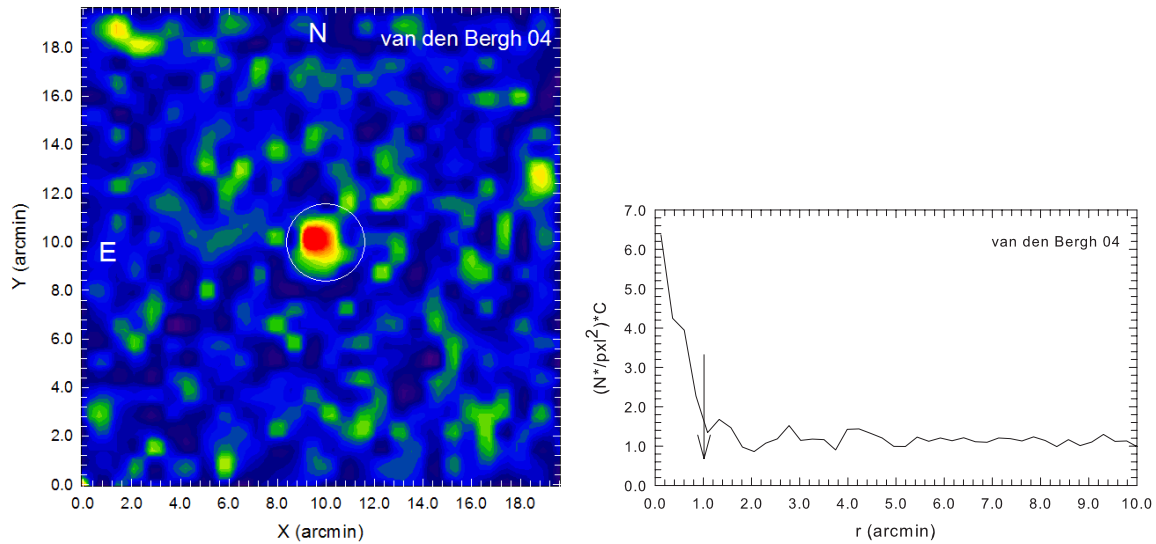 N
van den Bergh 04
E
18.0
16.0
14.0
12.0
10.0
8.0
6.0
4.0
2.0
0.0
Y (arcmin)
0.0 2.0 4.0 6.0 8.0 10.0 12.0 14.0 16.0 18.0
X (arcmin)
van den Bergh 04
7.0
6.0
5.0
4.0
3.0
2.0
1.0
0.0
(N*/pxl²)*C
0.0 1.0 2.0 3.0 4.0 5.0 6.0 7.0 8.0 9.0 10.0
r (arcmin)